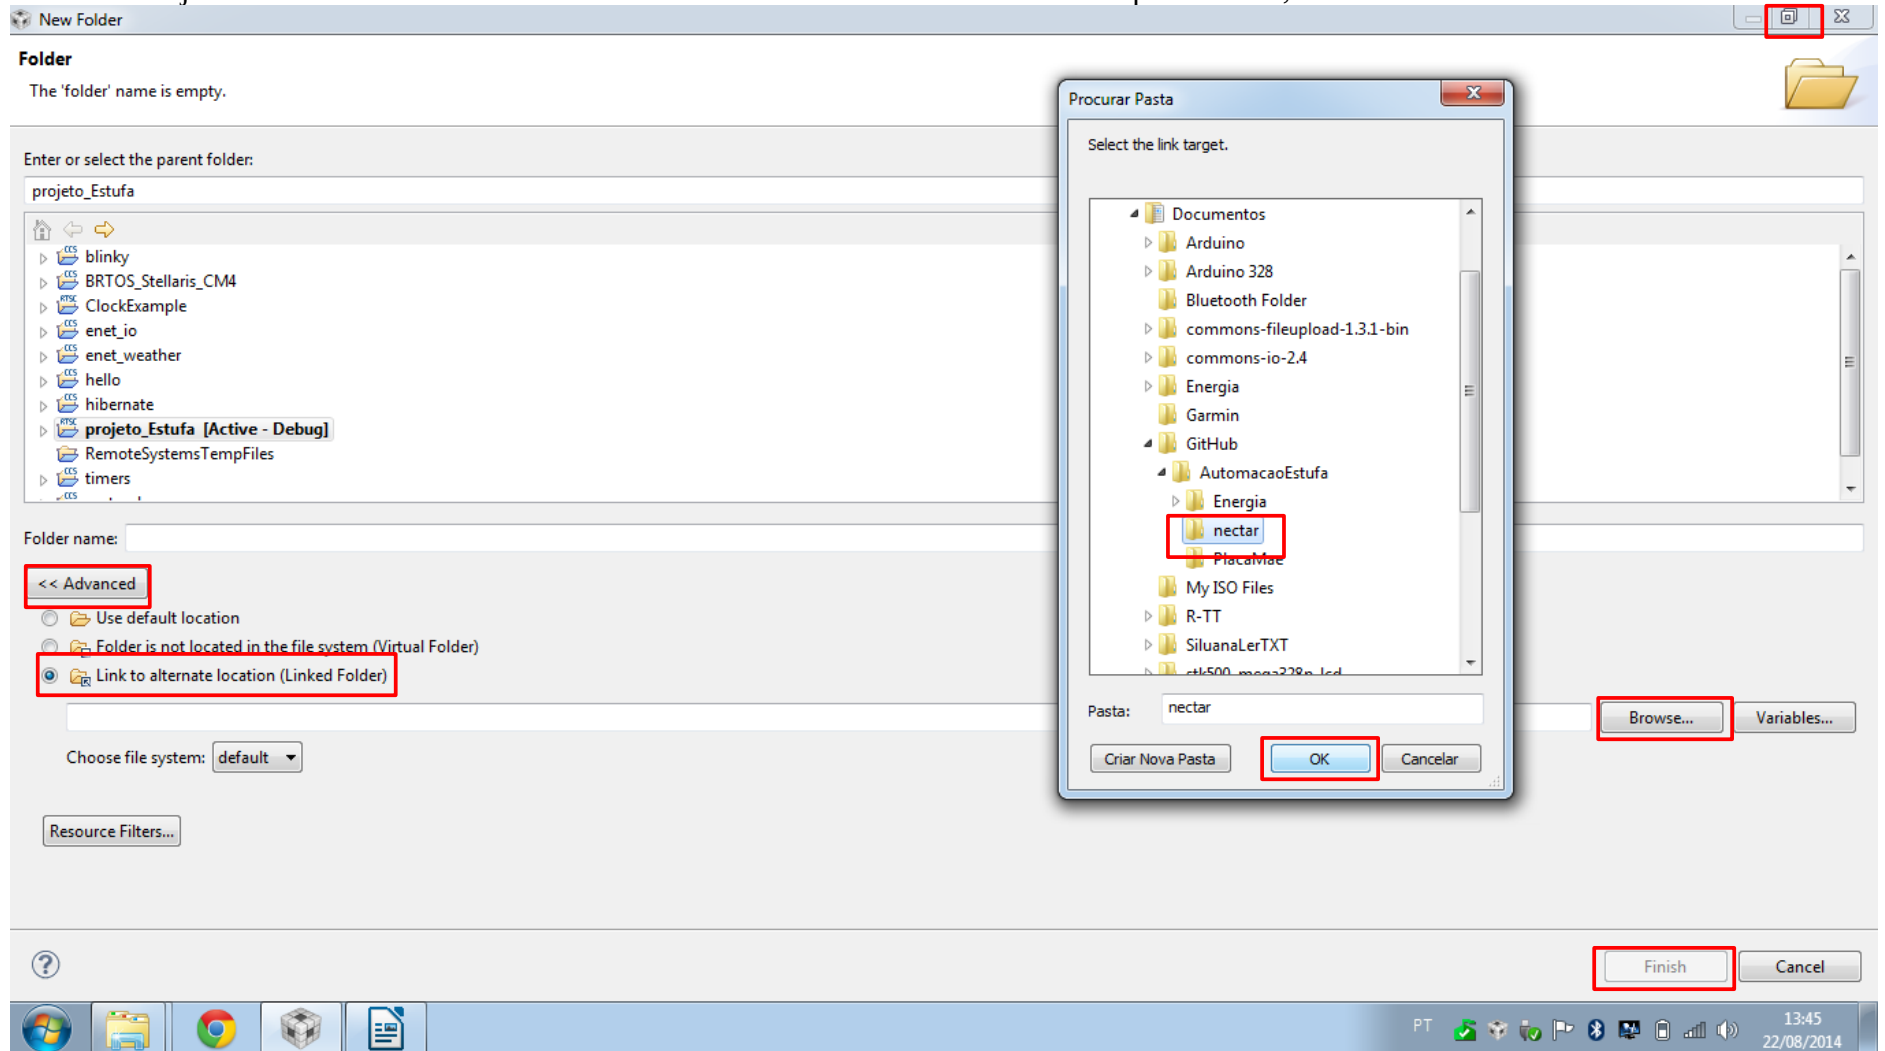 New Folder
Folder
The 'folder' name is empty.
Enter or select the parent folder:
projeto_Estufa
blinky
BRTOS_Stellaris_CM4
ClockExample
enet_io
enet_weather
hello
hibernate
projeto_Estufa [Active - Debug]
RemoteSystemsTempFiles
timers
Folder name:
<< Advanced
Use default location
Folder is not located in the file system (Virtual Folder)
Link to alternate location (Linked Folder)
Browse...
Variables...
Choose file system: default
Resource Filters...
Finish
Cancel
Procurar Pasta
Select the link target.
Documentos
Arduino
Arduino 328
Bluetooth Folder
commons-fileupload-1.3.1-bin
commons-io-2.4
Energia
Garmin
GitHub
AutomacaoEstufa
Energia
nectar
PlacaMae
My ISO Files
R-TT
SiluanaLerTXT
stk500_mega328p_lcd
Pasta: nectar
Criar Nova Pasta
OK
Cancelar
PT
13:45
22/08/2014